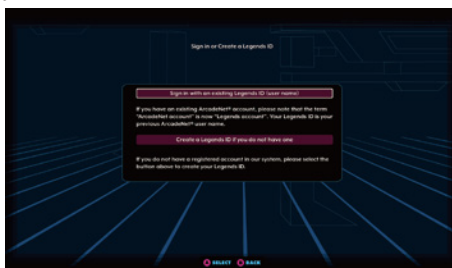 Sign in or Create a Legends ID
Sign in with an existing Legends ID (user name)
If you have an existing ArcadeNet® account, please note that the term
"ArcadeNet account" is now "Legends account". Your Legends ID is your
previous ArcadeNet® user name.
Create a Legends ID if you do not have one
If you do not have a registered account in our system, please select the
button above to create your Legends ID.
SELECT BACK